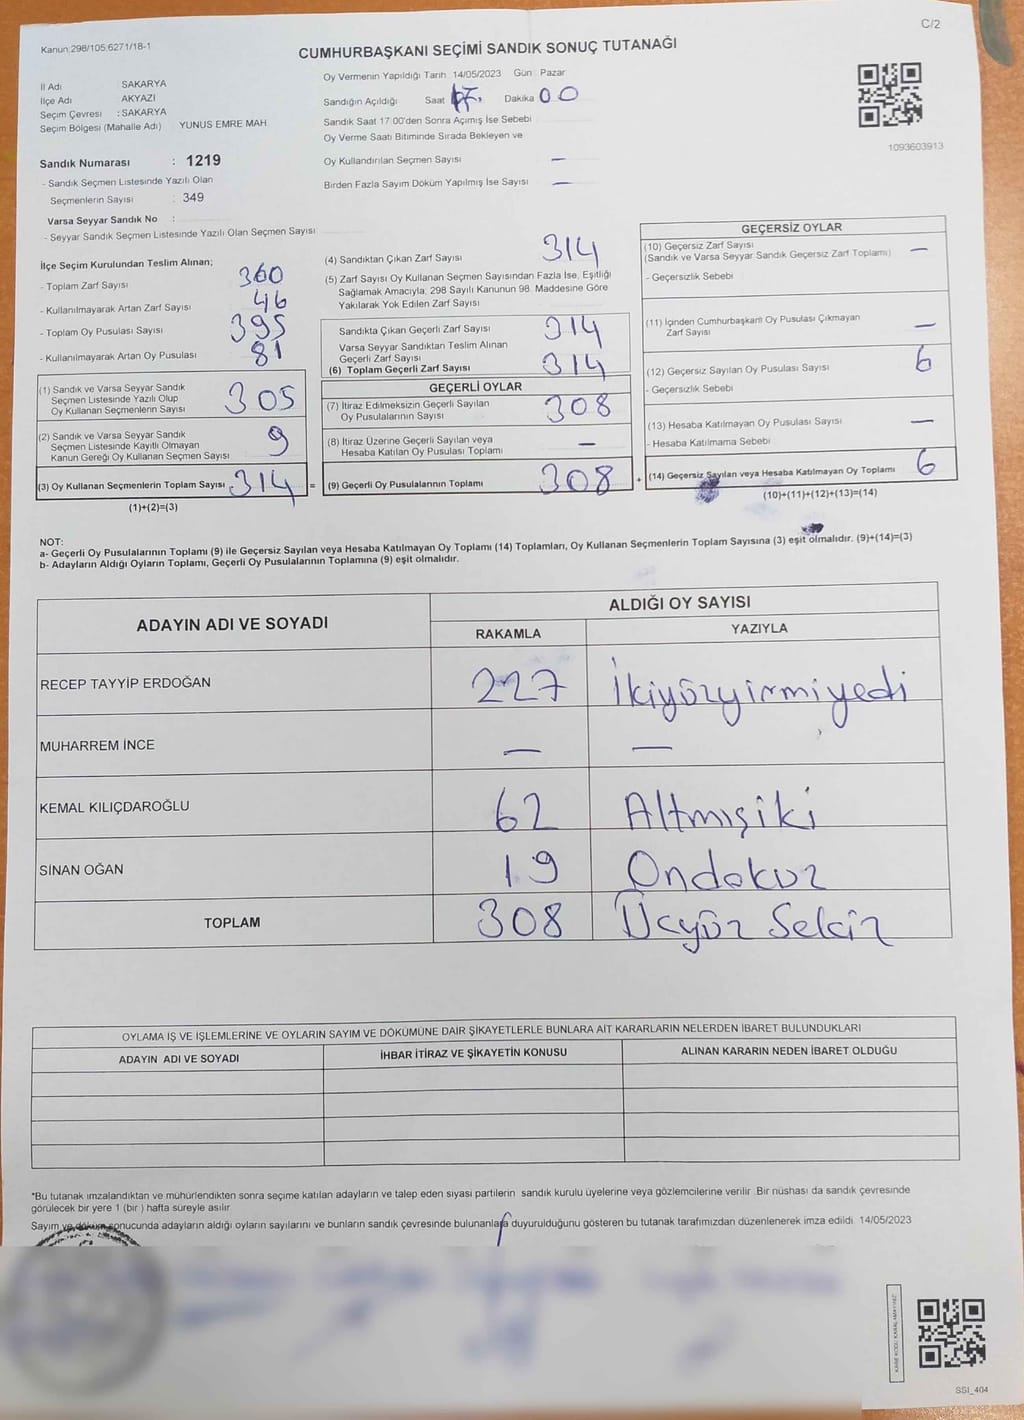 C/2
Kanun:298/105,6271/18-1
CUMHURBAŞKANI SEÇİMİ SANDIK SONUÇ TUTANAĞI
İl Adı : SAKARYA
İlçe Adı AKYAZI
Seçim Çevresi : SAKARYA
Seçim Bölgesi (Mahalle Adı) YUNUS EMRE MAH.
Oy Vermenin Yapıldığı Tarih 14/05/2023 Gün : Pazar
Sandığın Açıldığı Saat 17. Dakika 00
Sandık Saat 17:00'den Sonra Açımış İse Sebebi
Oy Verme Saati Bitiminde Sırada Bekleyen ve
Oy Kullandırılan Seçmen Sayısı —
Birden Fazla Sayım Döküm Yapılmış İse Sayısı —
1093603913
Sandık Numarası : 1219
- Sandık Seçmen Listesinde Yazılı Olan
Seçmenlerin Sayısı : 349
Varsa Seyyar Sandık No :
- Seyyar Sandık Seçmen Listesinde Yazılı Olan Seçmen Sayısı:
İlçe Seçim Kurulundan Teslim Alınan;
- Toplam Zarf Sayısı 360
- Kullanılmayarak Artan Zarf Sayısı 46
- Toplam Oy Pusulası Sayısı 395
- Kullanılmayarak Artan Oy Pusulası 81
(1) Sandık ve Varsa Seyyar Sandık
Seçmen Listesinde Yazılı Olup
Oy Kullanan Seçmenlerin Sayısı 305
(2) Sandık ve Varsa Seyyar Sandık
Seçmen Listesinde Kayıtlı Olmayan
Kanun Gereği Oy Kullanan Seçmen Sayısı 9
(3) Oy Kullanan Seçmenlerin Toplam Sayısı 314 =
(1)+(2)=(3)
(4) Sandıktan Çıkan Zarf Sayısı 314
(5) Zarf Sayısı Oy Kullanan Seçmen Sayısından Fazla İse, Eşitliği
Sağlamak Amacıyla, 298 Sayılı Kanunun 98. Maddesine Göre
Yakılarak Yok Edilen Zarf Sayısı
Sandıkta Çıkan Geçerli Zarf Sayısı 314
Varsa Seyyar Sandıktan Teslim Alınan
Geçerli Zarf Sayısı
(6) Toplam Geçerli Zarf Sayısı 314
GEÇERLİ OYLAR
(7) İtiraz Edilmeksizin Geçerli Sayılan
Oy Pusulalarının Sayısı 308
(8) İtiraz Üzerine Geçerli Sayılan veya
Hesaba Katılan Oy Pusulası Toplamı —
(9) Geçerli Oy Pusulalarının Toplamı 308 +
GEÇERSİZ OYLAR
(10) Geçersiz Zarf Sayısı —
(Sandık ve Varsa Seyyar Sandık Geçersiz Zarf Toplamı)
- Geçersizlik Sebebi
(11) İçinden Cumhurbaşkanı Oy Pusulası Çıkmayan
Zarf Sayısı —
(12) Geçersiz Sayılan Oy Pusulası Sayısı 6
- Geçersizlik Sebebi
(13) Hesaba Katılmayan Oy Pusulası Sayısı —
- Hesaba Katılmama Sebebi
(14) Geçersiz Sayılan veya Hesaba Katılmayan Oy Toplamı 6
(10)+(11)+(12)+(13)=(14)
NOT:
a- Geçerli Oy Pusulalarının Toplamı (9) ile Geçersiz Sayılan veya Hesaba Katılmayan Oy Toplamı (14) Toplamları, Oy Kullanan Seçmenlerin Toplam Sayısına (3) eşit olmalıdır. (9)+(14)=(3)
b- Adayların Aldığı Oyların Toplamı, Geçerli Oy Pusulalarının Toplamına (9) eşit olmalıdır.
ADAYIN ADI VE SOYADI ALDIĞI OY SAYISI
RAKAMLA YAZIYLA
RECEP TAYYİP ERDOĞAN 227 İkiyüzyirmiyedi
MUHARREM İNCE — —
KEMAL KILIÇDAROĞLU 62 Altmışiki
SİNAN OĞAN 19 Ondokuz
TOPLAM 308 Üçyüz Sekiz
OYLAMA İŞ VE İŞLEMLERİNE VE OYLARIN SAYIM VE DÖKÜMÜNE DAİR ŞİKAYETLERLE BUNLARA AİT KARARLARIN NELERDEN İBARET BULUNDUKLARI
ADAYIN ADI VE SOYADI İHBAR İTİRAZ VE ŞİKAYETİN KONUSU ALINAN KARARIN NEDEN İBARET OLDUĞU
*Bu tutanak imzalandıktan ve mühürlendikten sonra seçime katılan adayların ve talep eden siyasi partilerin sandık kurulu üyelerine veya gözlemcilerine verilir. Bir nüshası da sandık çevresinde
görülecek bir yere 1 (bir ) hafta süreyle asılır.
Sayım ve döküm sonucunda adayların aldığı oyların sayılarını ve bunların sandık çevresinde bulunanlara duyurulduğunu gösteren bu tutanak tarafımızdan düzenlenerek imza edildi. 14/05/2023
KARE KODU KARALAMAYINIZ
SSI_404